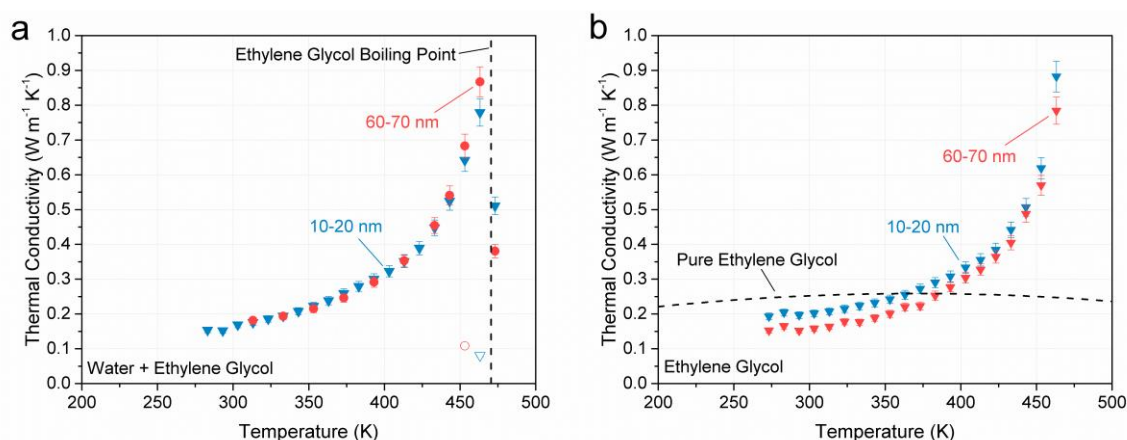 a
Ethylene Glycol Boiling Point
60-70 nm
10-20 nm
Water + Ethylene Glycol
Thermal Conductivity (W m⁻¹ K⁻¹)
1.0
0.9
0.8
0.7
0.6
0.5
0.4
0.3
0.2
0.1
0.0
200 250 300 350 400 450 500
Temperature (K)
b
60-70 nm
10-20 nm
Pure Ethylene Glycol
Ethylene Glycol
Thermal Conductivity (W m⁻¹ K⁻¹)
1.0
0.9
0.8
0.7
0.6
0.5
0.4
0.3
0.2
0.1
0.0
200 250 300 350 400 450 500
Temperature (K)